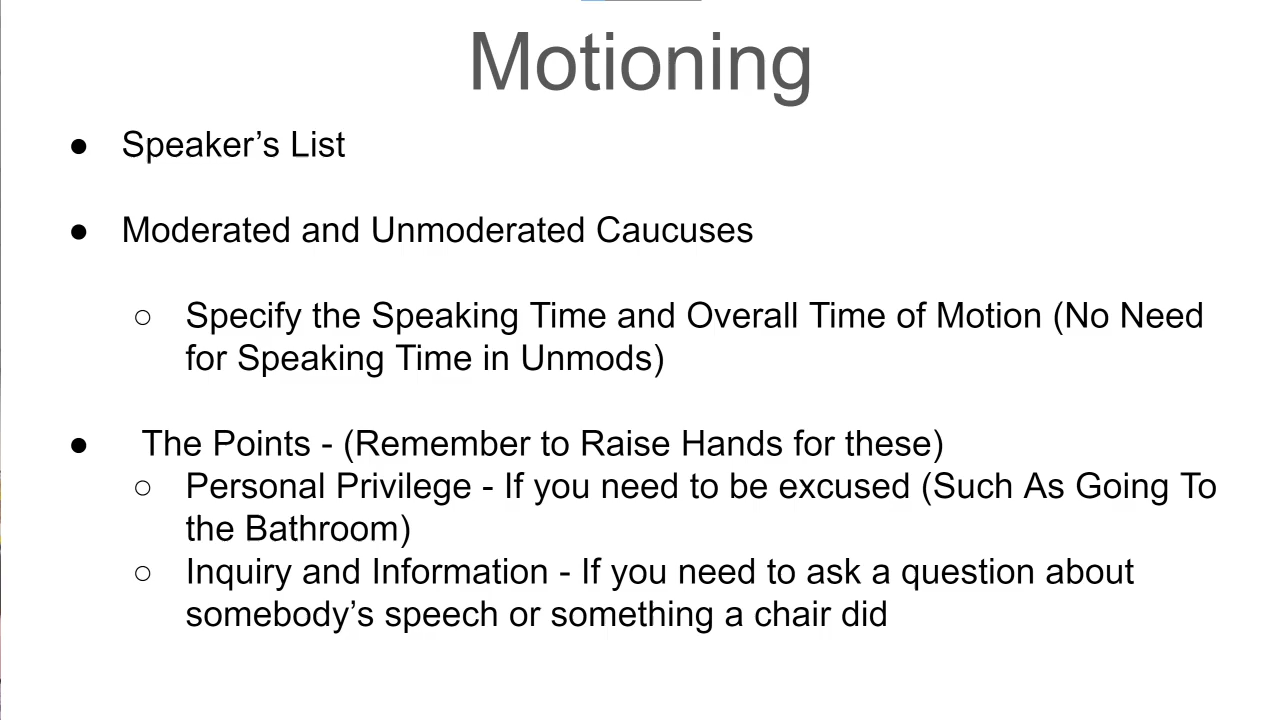 Motioning
● Speaker’s List
● Moderated and Unmoderated Caucuses
○ Specify the Speaking Time and Overall Time of Motion (No Need
for Speaking Time in Unmods)
● The Points - (Remember to Raise Hands for these)
○ Personal Privilege - If you need to be excused (Such As Going To
the Bathroom)
○ Inquiry and Information - If you need to ask a question about
somebody’s speech or something a chair did